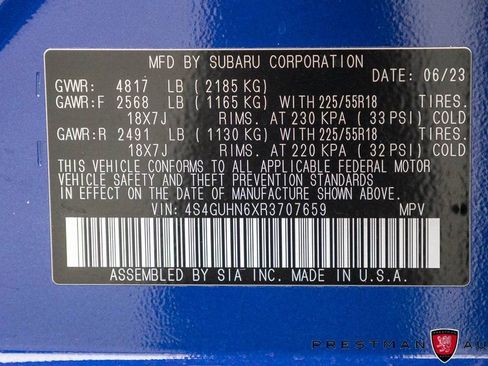 MFD BY SUBARU CORPORATION
DATE: 06/23
GVWR: 4817 LB (2185 KG)
GAWR:F 2568 LB (1165 KG) WITH 225/55R18 TIRES.
18X7J RIMS. AT 230 KPA (33 PSI) COLD
GAWR:R 2491 LB (1130 KG) WITH 225/55R18 TIRES.
18X7J RIMS. AT 220 KPA (32 PSI) COLD
THIS VEHICLE CONFORMS TO ALL APPLICABLE FEDERAL MOTOR
VEHICLE SAFETY AND THEFT PREVENTION STANDARDS
IN EFFECT ON THE DATE OF MANUFACTURE SHOWN ABOVE.
VIN: 4S4GUHN6XR3707659 MPV
ASSEMBLED BY SIA INC. MADE IN U.S.A.
PRESTMAN AU